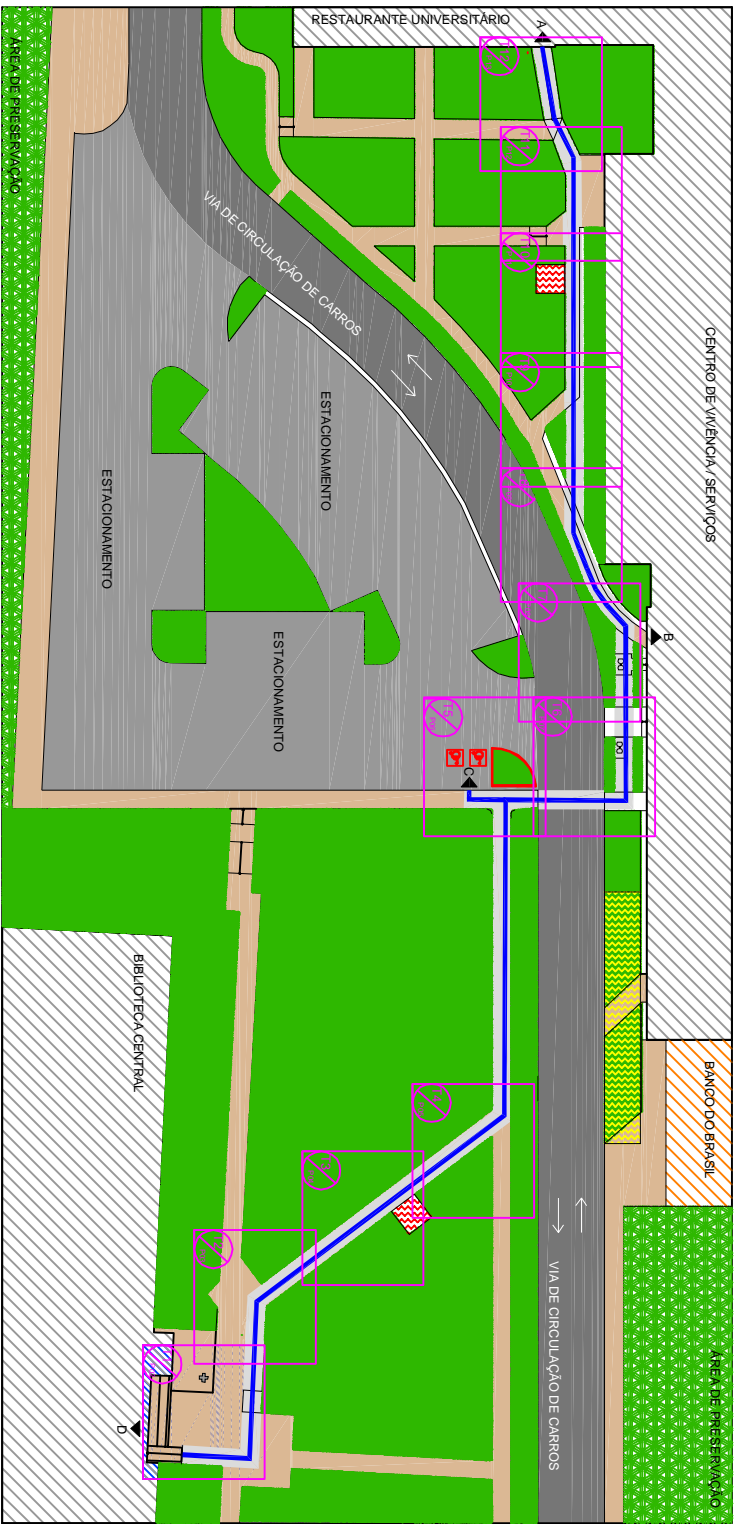 RESTAURANTE UNIVERSITÁRIO
A
ÁREA DE PRESERVAÇÃO
VIA DE CIRCULAÇÃO DE CARROS
CENTRO DE VIVÊNCIA / SERVIÇOS
ESTACIONAMENTO
ESTACIONAMENTO
ESTACIONAMENTO
B
C
T5
BIBLIOTECA CENTRAL
BANCO DO BRASIL
VIA DE CIRCULAÇÃO DE CARROS
ÁREA DE PRESERVAÇÃO
D